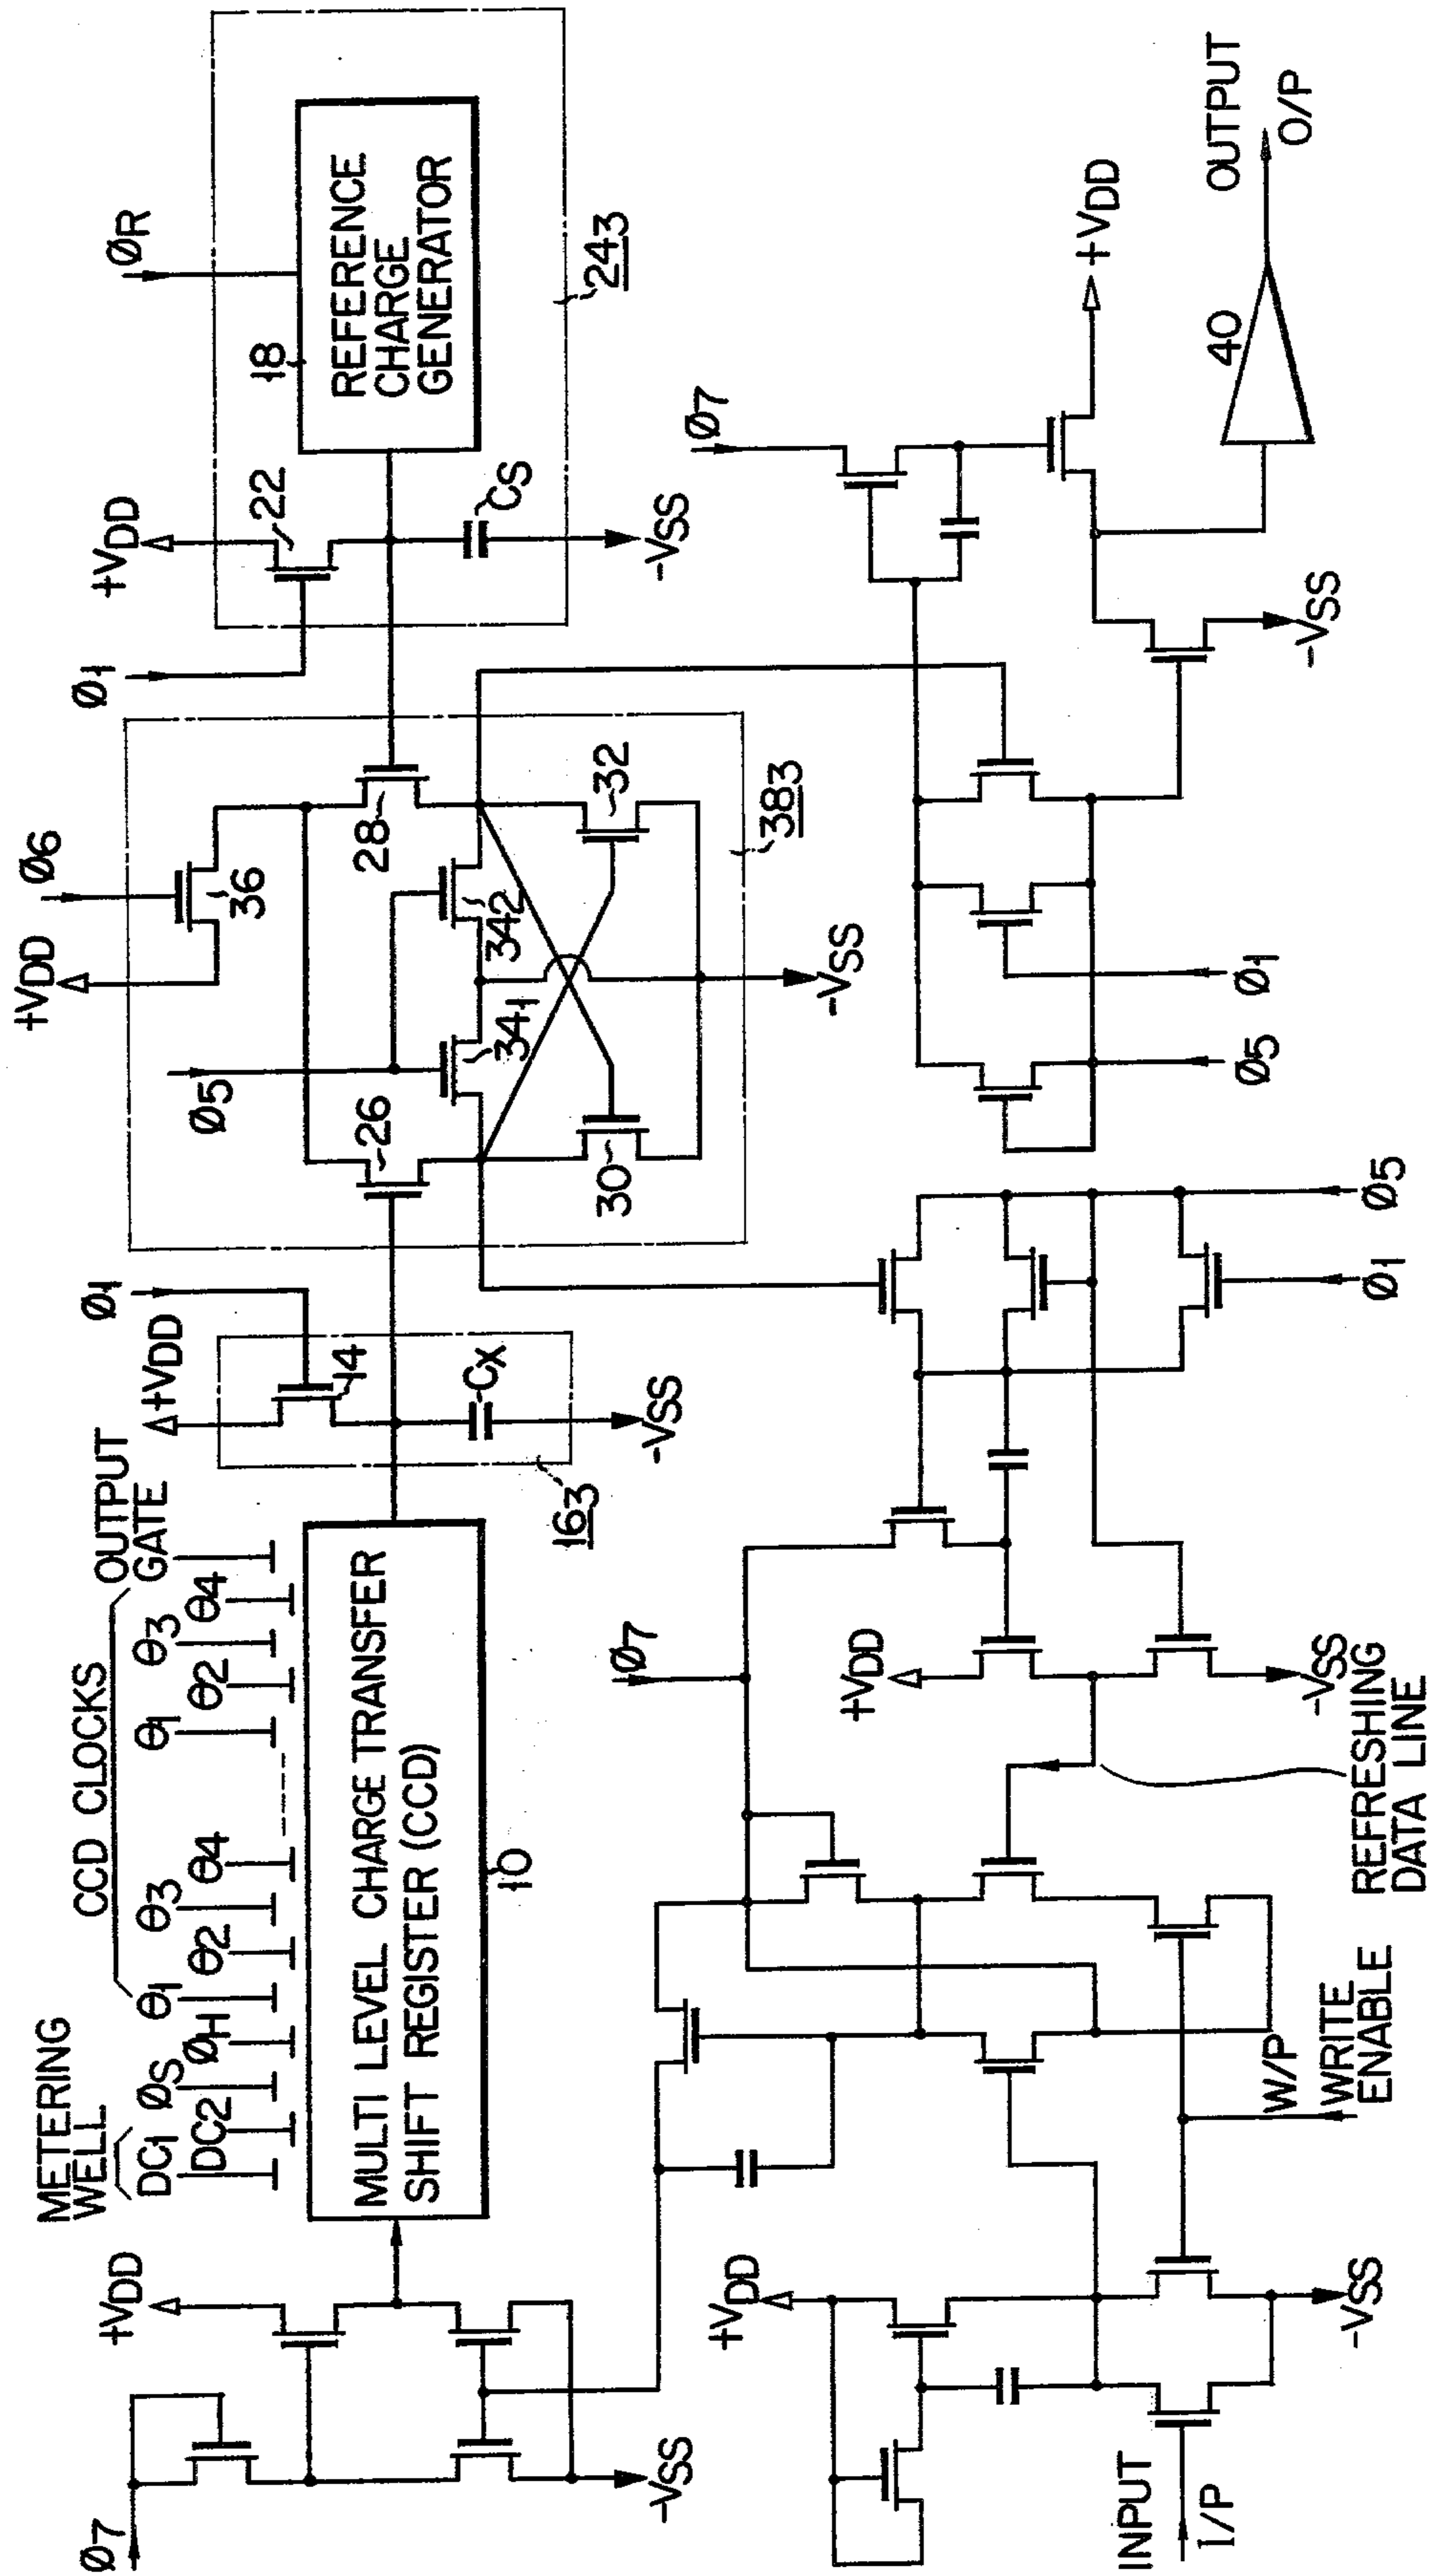 METERING
WELL
DC1
DC2
ØS
ØH
CCD CLOCKS
θ1
θ2
θ3
θ4
θ1
θ2
θ3
θ4
OUTPUT
GATE
MULTI LEVEL CHARGE TRANSFER
SHIFT REGISTER (CCD)
10
Ø7
+VDD
-VSS
+VDD
Ø1
14
CX
-VSS
163
+VDD
Ø6
36
Ø5
26
341
342
28
30
32
-VSS
383
Ø1
+VDD
22
CS
-VSS
18
ØR
REFERENCE
CHARGE
GENERATOR
243
Ø7
+VDD
-VSS
REFRESHING
DATA LINE
Ø1
Ø5
Ø5
Ø1
Ø7
+VDD
-VSS
40
OUTPUT
O/P
+VDD
-VSS
INPUT
I/P
W/P
WRITE
ENABLE